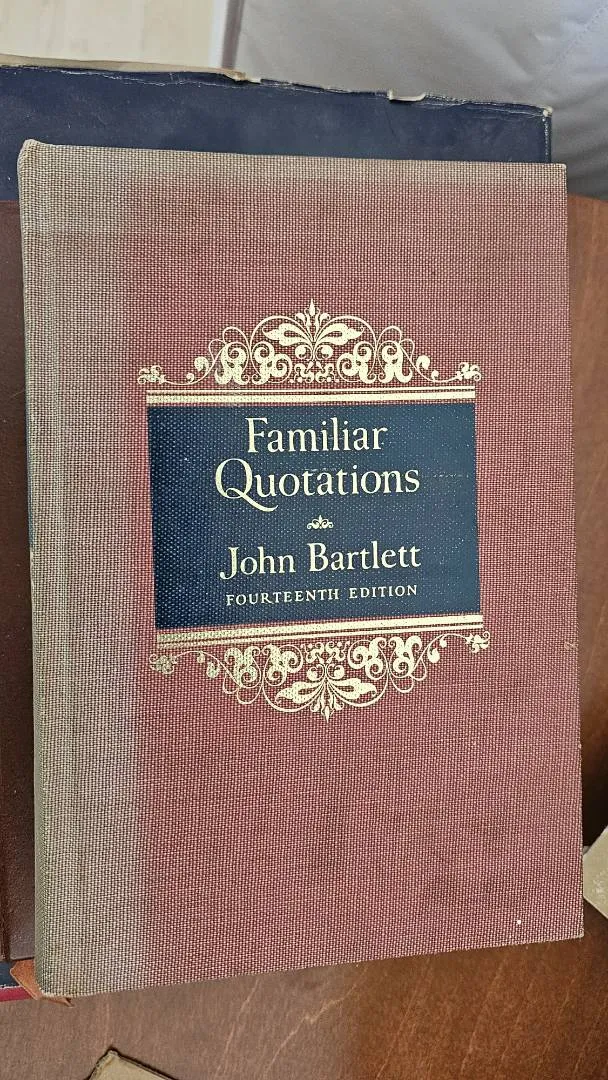 Familiar
Quotations
John Bartlett
FOURTEENTH EDITION